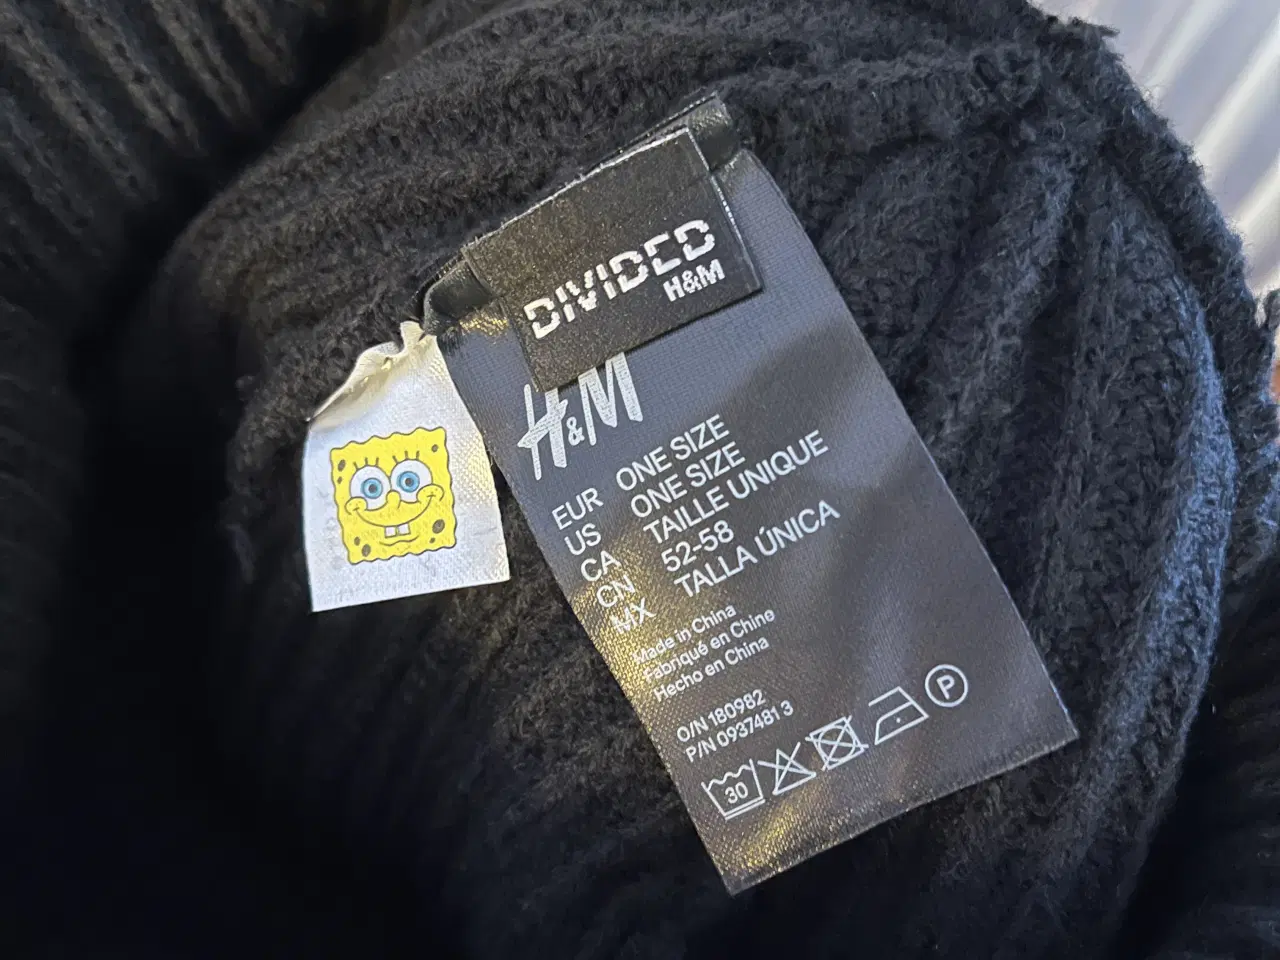 DIVIDED
H&M
H&M
EUR ONE SIZE
US ONE SIZE
CA TAILLE UNIQUE
CN 52-58
MX TALLA ÚNICA
Made in China
Fabriqué en Chine
Hecho en China
O/N 180982
P/N 0937481 3
30
P